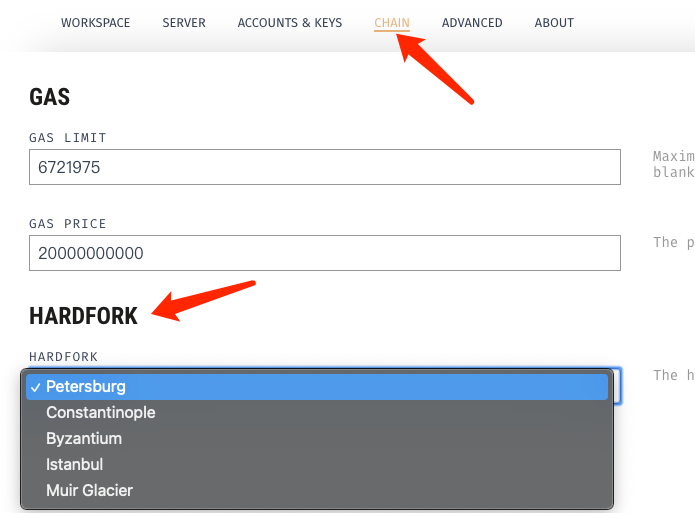 WORKSPACE SERVER ACCOUNTS & KEYS CHAIN ADVANCED ABOUT
GAS
GAS LIMIT
6721975
Maxim
blank
GAS PRICE
20000000000
The p
HARDFORK
HARDFORK
The h
✓ Petersburg
Constantinople
Byzantium
Istanbul
Muir Glacier